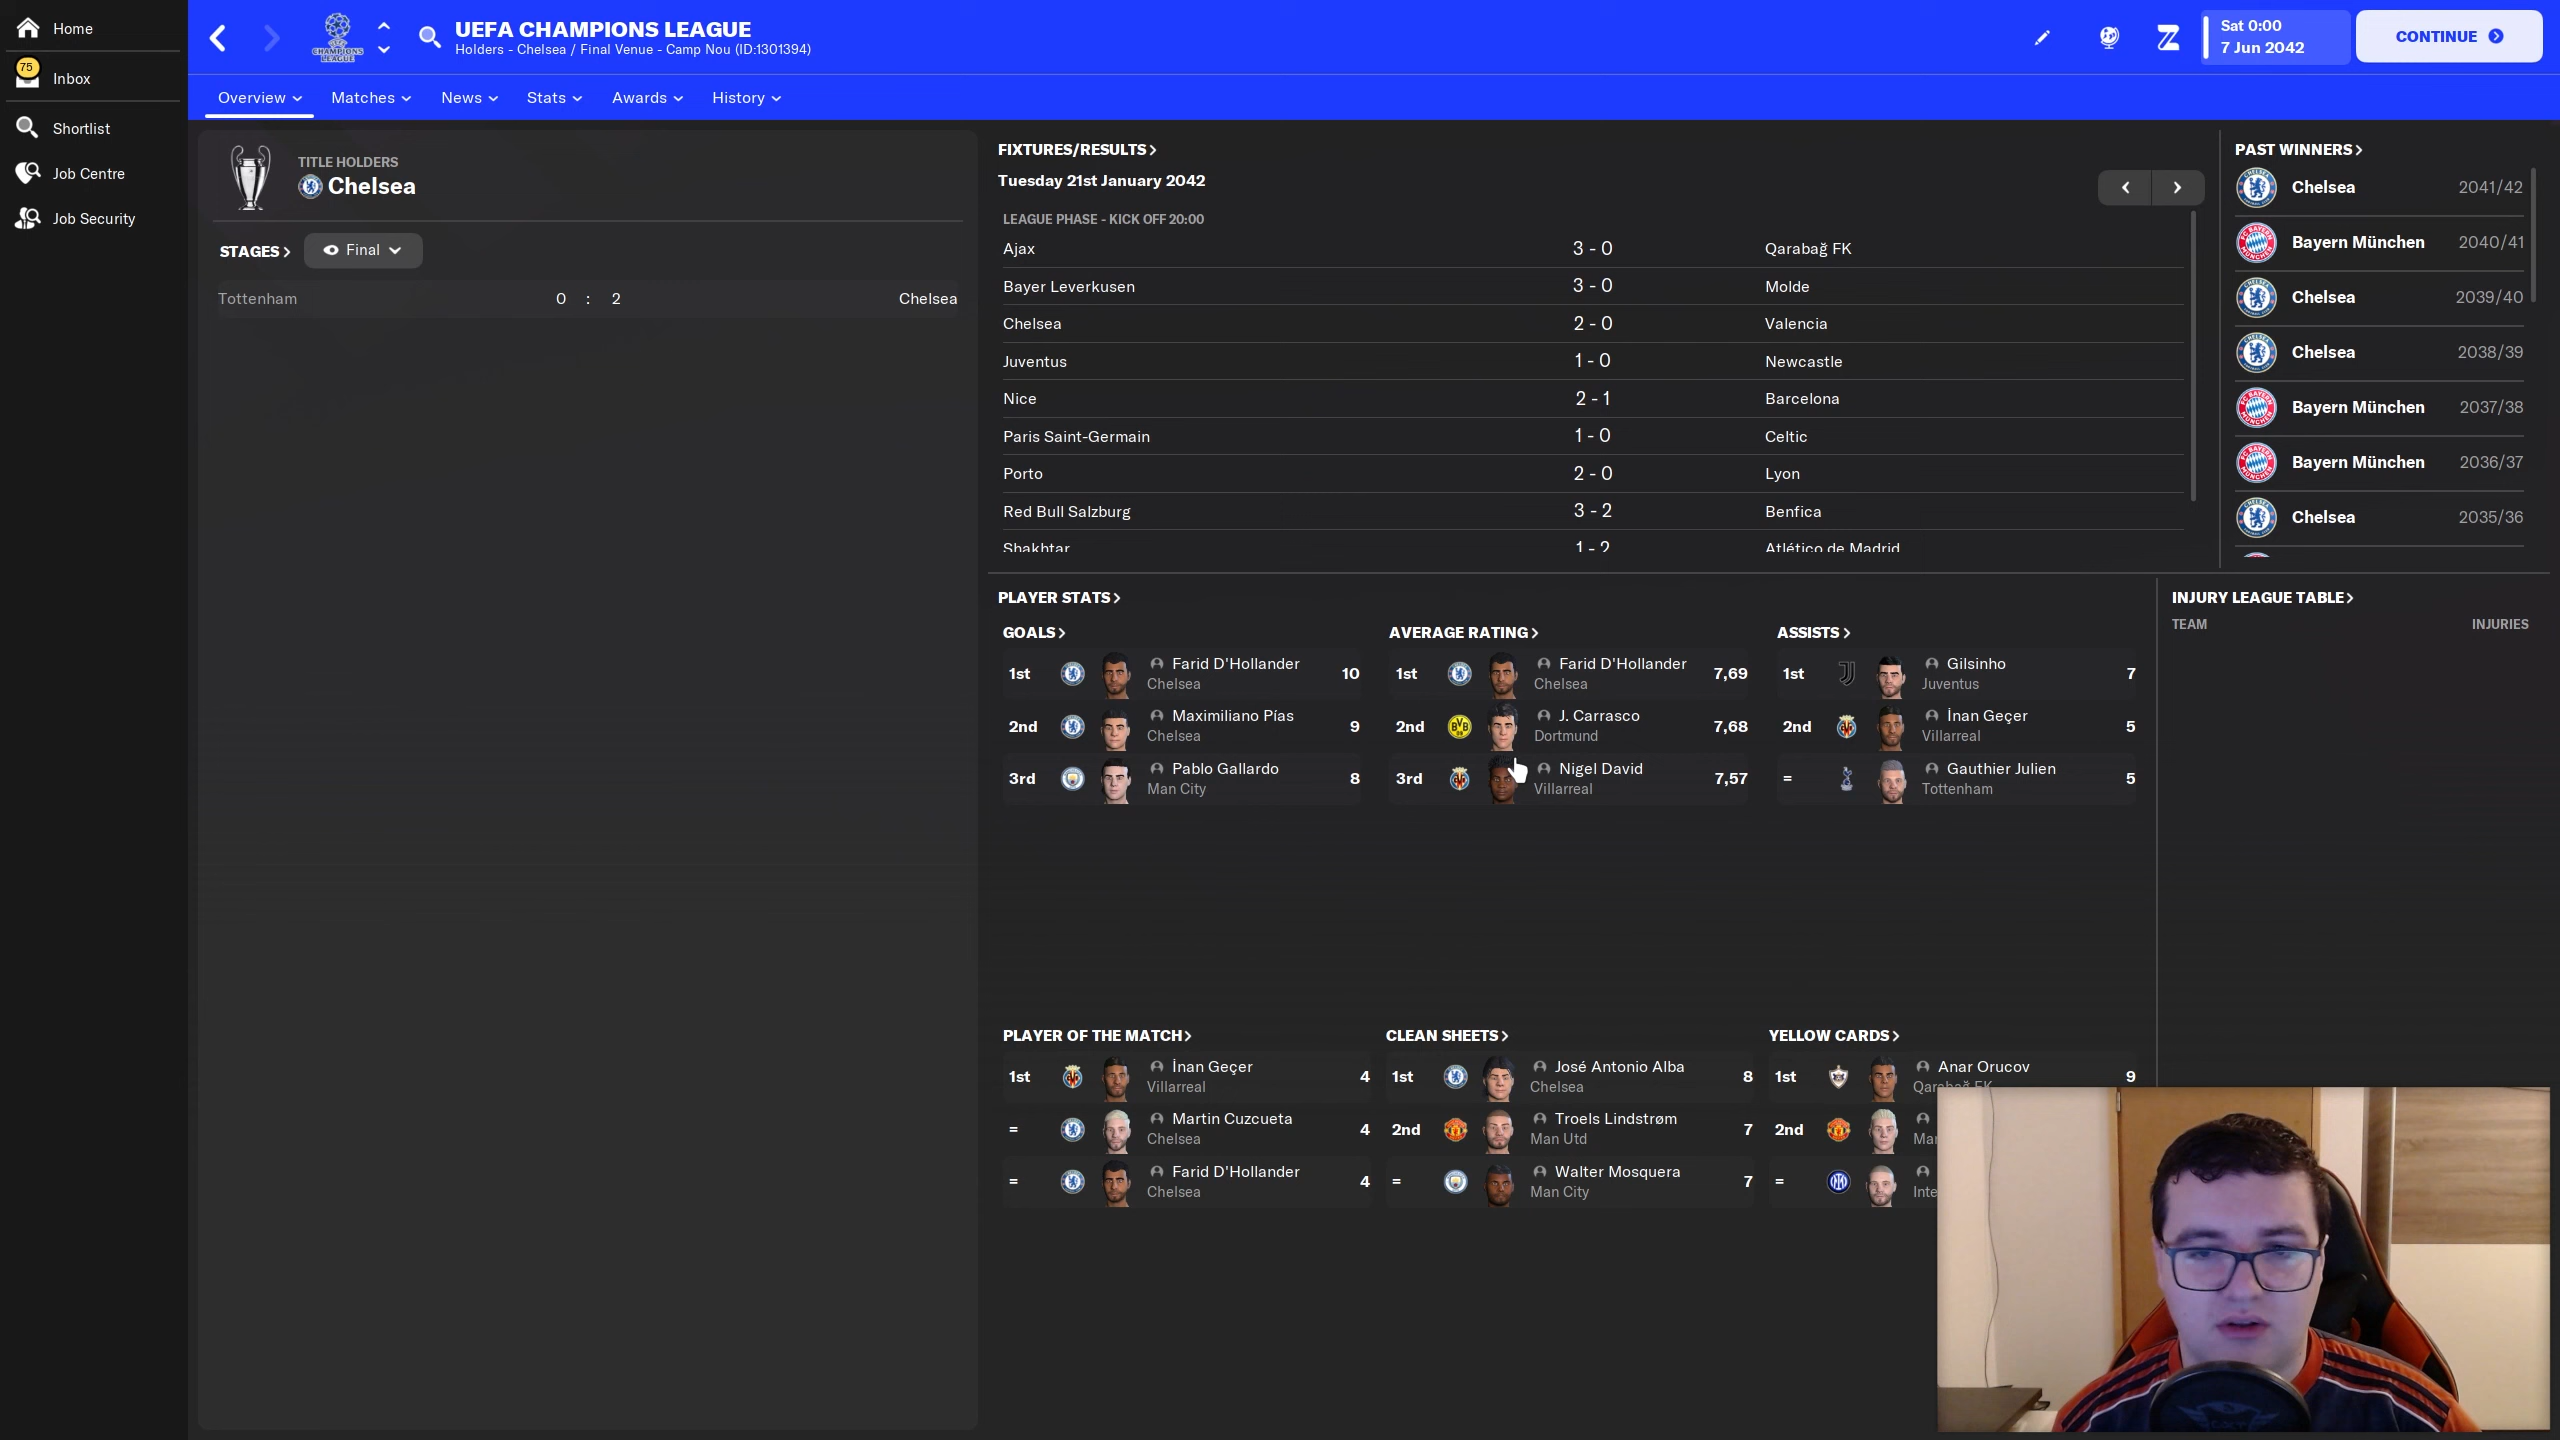 Home
75
Inbox
Shortlist
Job Centre
Job Security
UEFA CHAMPIONS LEAGUE
Holders - Chelsea / Final Venue - Camp Nou (ID:1301394)
CHAMPIONS
LEAGUE
Sat 0:00
7 Jun 2042
CONTINUE
Overview
Matches
News
Stats
Awards
History
TITLE HOLDERS
Chelsea
STAGES
Final
Tottenham 0 : 2 Chelsea
FIXTURES/RESULTS
Tuesday 21st January 2042
LEAGUE PHASE - KICK OFF 20:00
Ajax 3 - 0 Qarabağ FK
Bayer Leverkusen 3 - 0 Molde
Chelsea 2 - 0 Valencia
Juventus 1 - 0 Newcastle
Nice 2 - 1 Barcelona
Paris Saint-Germain 1 - 0 Celtic
Porto 2 - 0 Lyon
Red Bull Salzburg 3 - 2 Benfica
Shakhtar 1 - 2 Atlético de Madrid
PAST WINNERS
Chelsea 2041/42
Bayern München 2040/41
Chelsea 2039/40
Chelsea 2038/39
Bayern München 2037/38
Bayern München 2036/37
Chelsea 2035/36
PLAYER STATS
GOALS
1st Farid D'Hollander 10
Chelsea
2nd Maximiliano Pías 9
Chelsea
3rd Pablo Gallardo 8
Man City
AVERAGE RATING
1st Farid D'Hollander 7,69
Chelsea
2nd J. Carrasco 7,68
Dortmund
3rd Nigel David 7,57
Villarreal
ASSISTS
1st Gilsinho 7
Juventus
2nd İnan Geçer 5
Villarreal
= Gauthier Julien 5
Tottenham
INJURY LEAGUE TABLE
TEAM INJURIES
PLAYER OF THE MATCH
1st İnan Geçer 4
Villarreal
= Martin Cuzcueta 4
Chelsea
= Farid D'Hollander 4
Chelsea
CLEAN SHEETS
1st José Antonio Alba 8
Chelsea
2nd Troels Lindstrøm 7
Man Utd
= Walter Mosquera 7
Man City
YELLOW CARDS
1st Anar Orucov 9
Qarabağ FK
2nd
=